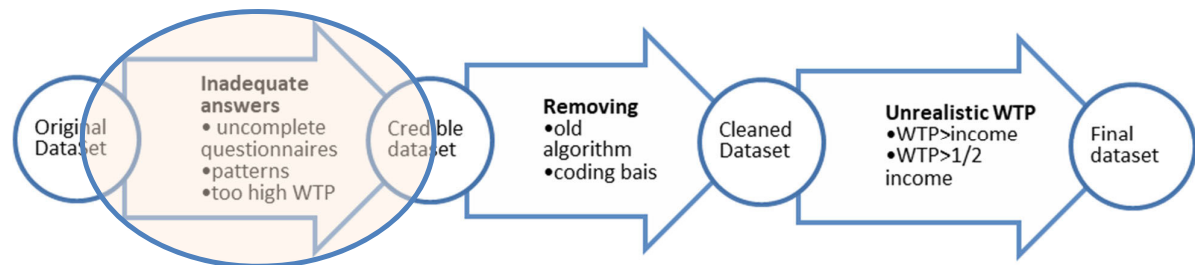 Original
DataSet
Inadequate
answers
• uncomplete
questionnaires
•patterns
•too high WTP
Credible
dataset
Removing
•old
algorithm
•coding bais
Cleaned
Dataset
Unrealistic WTP
•WTP>income
•WTP>1/2
income
Final
dataset